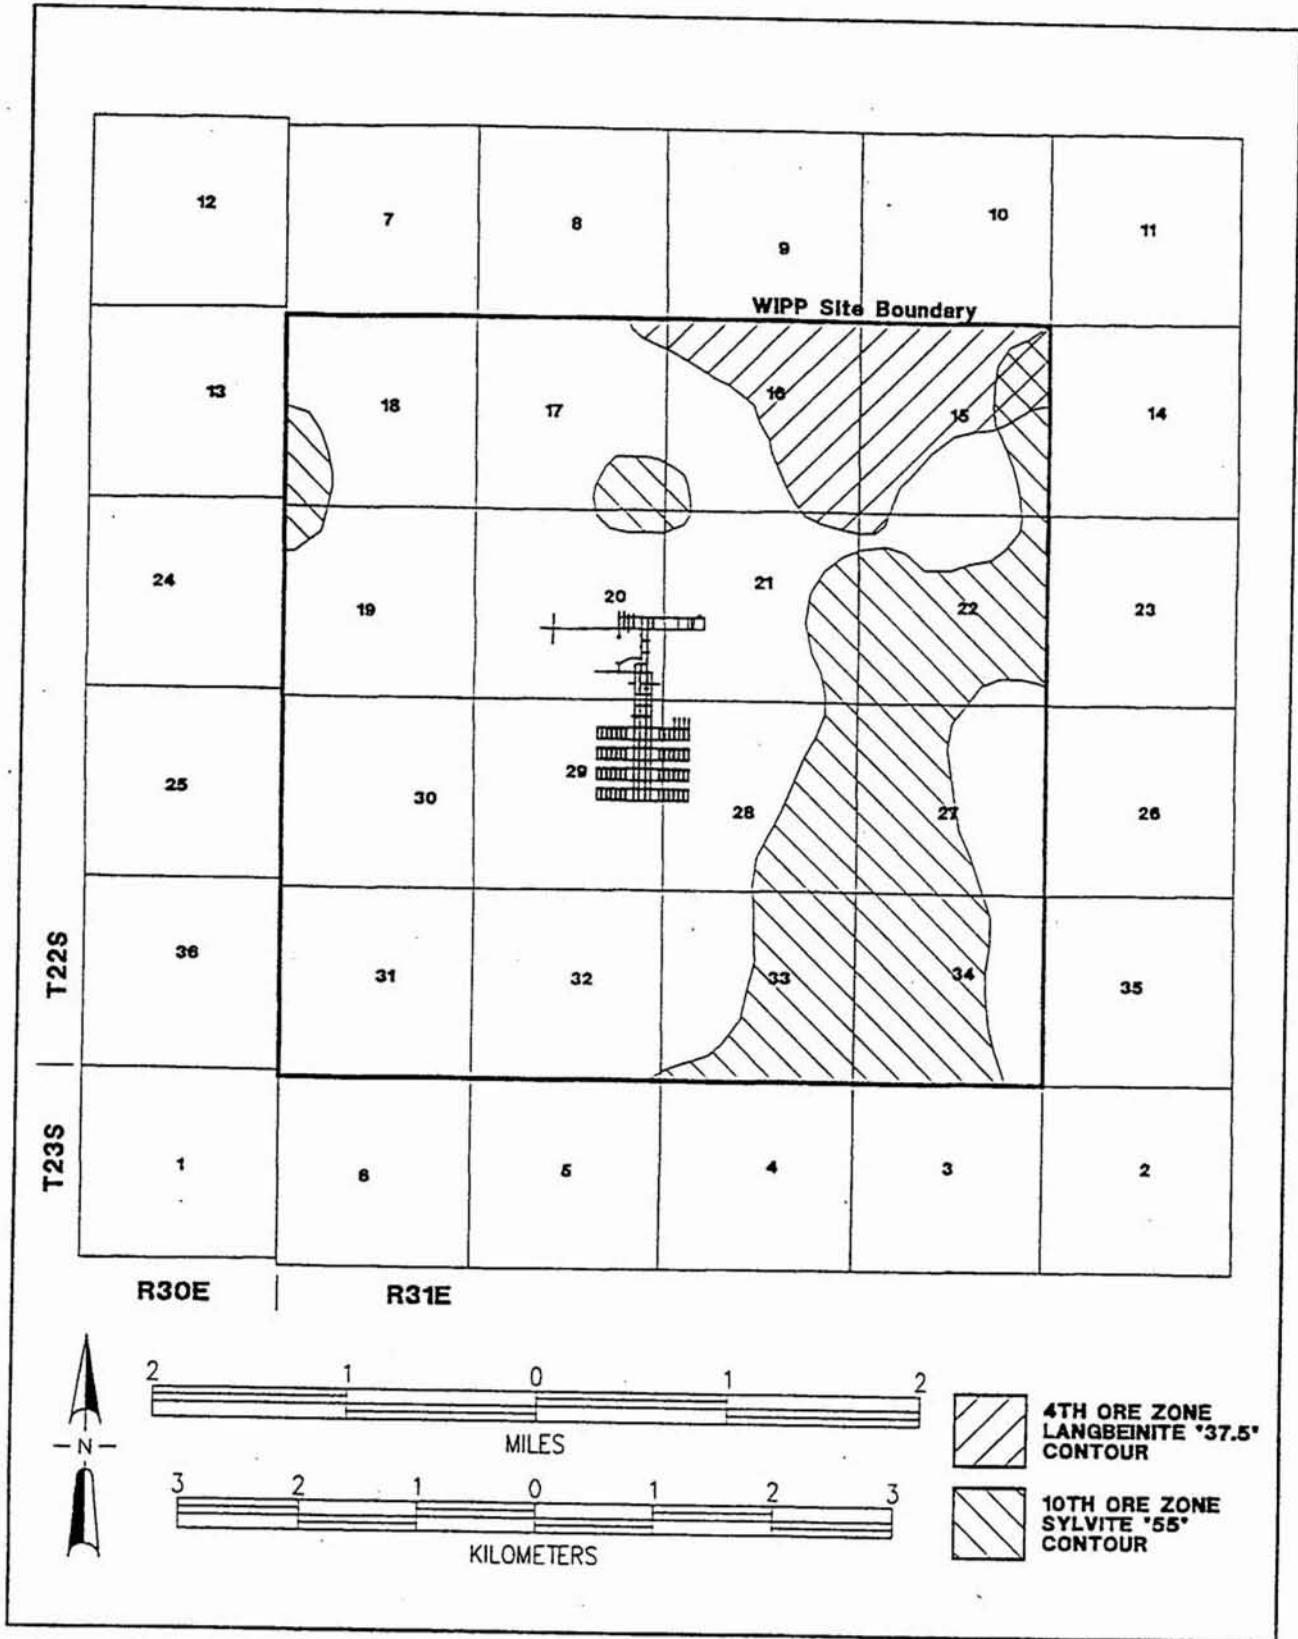 12
7
8
9
10
11
WIPP Site Boundary
13
18
17
16
15
14
24
19
20
21
22
23
25
30
29
28
27
26
T22S
36
31
32
33
34
35
T23S
1
6
5
4
3
2
R30E
R31E
2 1 0 1 2
MILES
N
3 2 1 0 1 2 3
KILOMETERS
4TH ORE ZONE
LANGBEINITE "37.5"
CONTOUR
10TH ORE ZONE
SYLVITE "55"
CONTOUR